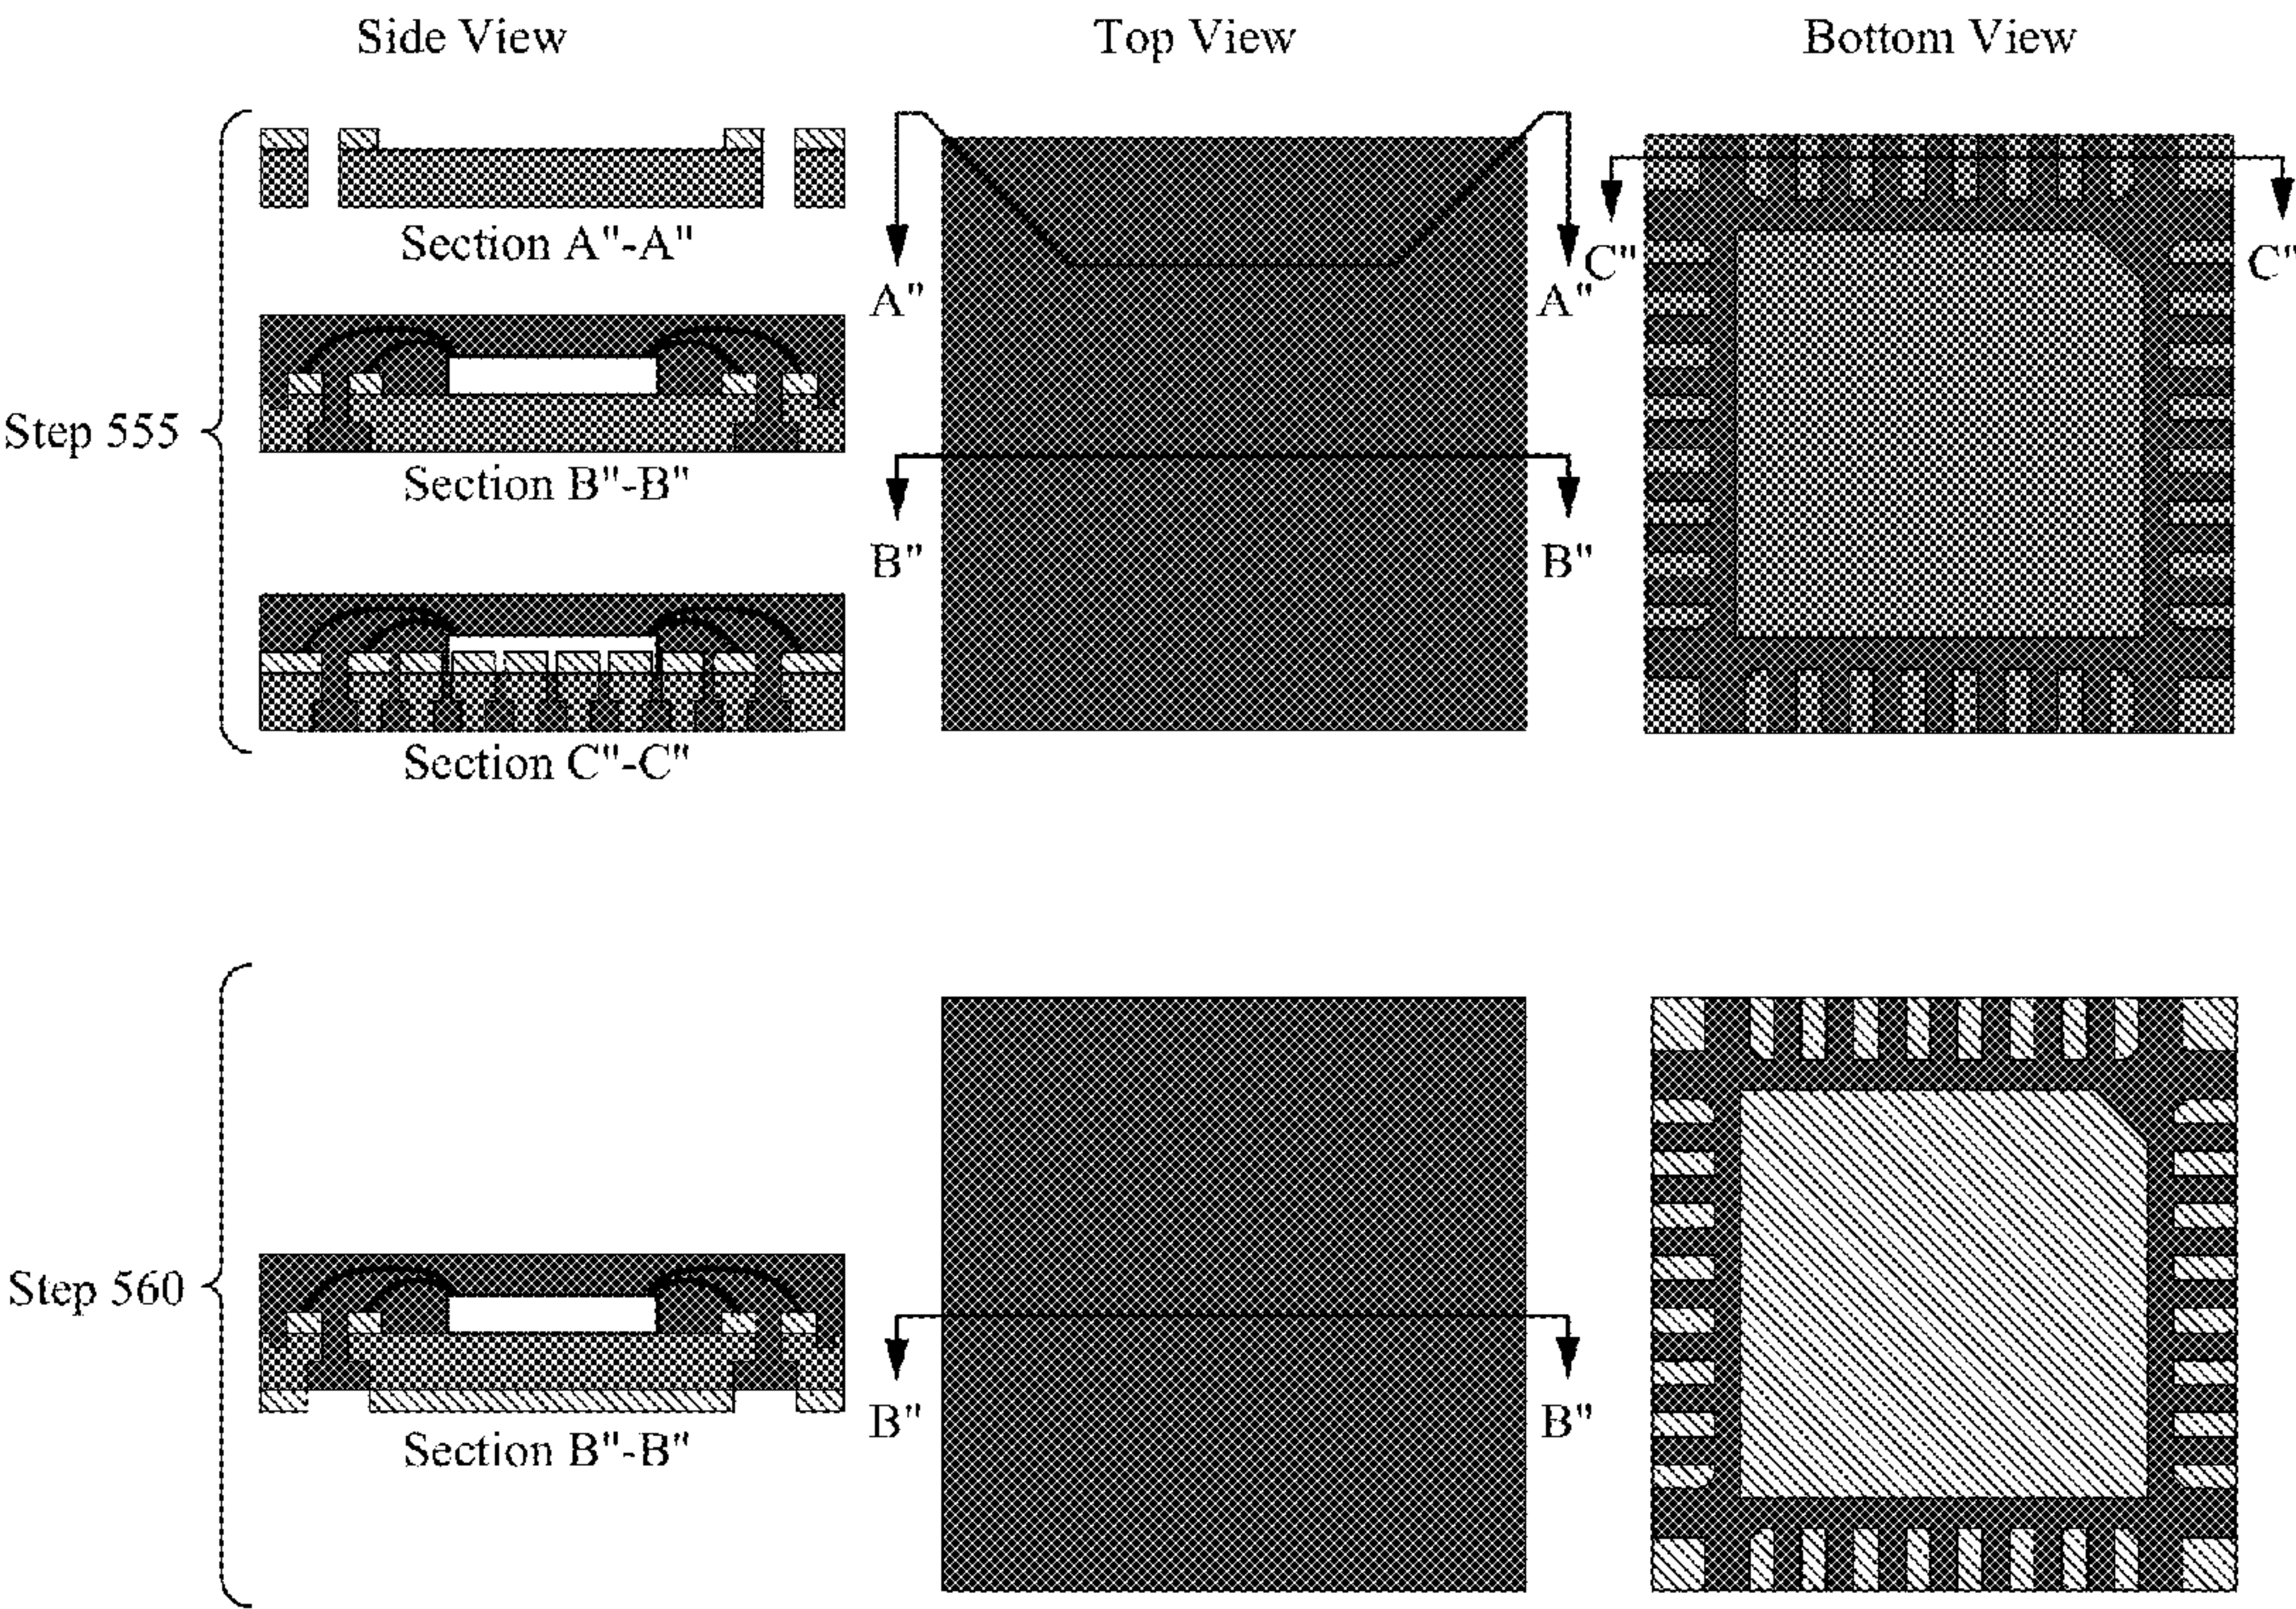 Side View
Top View
Bottom View
Section A"-A"
A"
A"
C"
C"
Step 555
Section B"-B"
B"
B"
Section C"-C"
Step 560
Section B"-B"
B"
B"